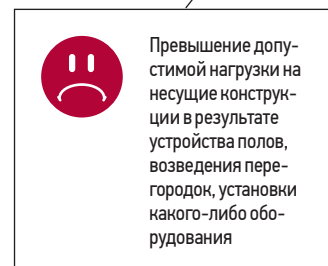 Превышение допу-
стимой нагрузки на
несущие конструк-
ции в результате
устройства полов,
возведения пере-
городок, установки
какого-либо обо-
рудования